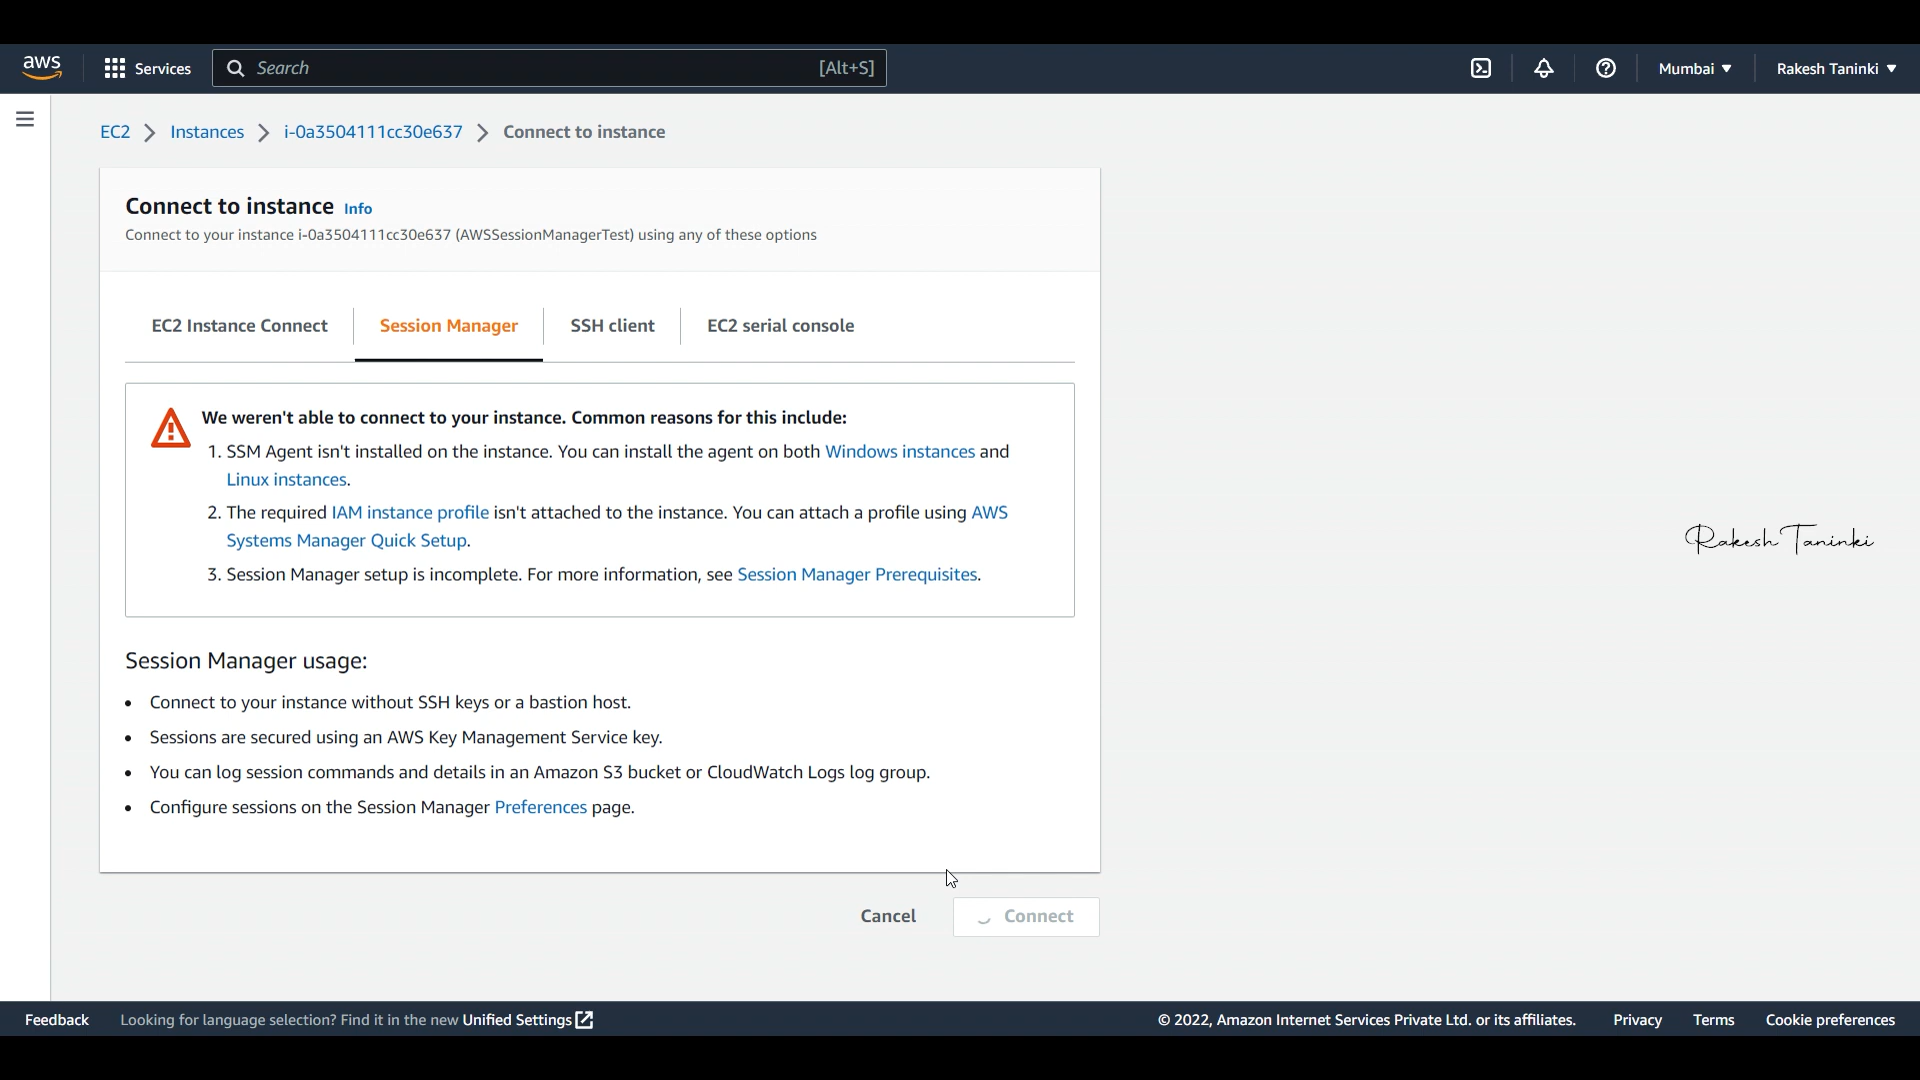 aws
Services
Search
[Alt+S]
Mumbai
Rakesh Taninki
EC2 > Instances > i-0a3504111cc30e637 > Connect to instance
Connect to instance Info
Connect to your instance i-0a3504111cc30e637 (AWSSessionManagerTest) using any of these options
EC2 Instance Connect
Session Manager
SSH client
EC2 serial console
We weren't able to connect to your instance. Common reasons for this include:
1. SSM Agent isn't installed on the instance. You can install the agent on both Windows instances and
Linux instances.
2. The required IAM instance profile isn't attached to the instance. You can attach a profile using AWS
Systems Manager Quick Setup.
3. Session Manager setup is incomplete. For more information, see Session Manager Prerequisites.
Rakesh Taninki
Session Manager usage:
• Connect to your instance without SSH keys or a bastion host.
• Sessions are secured using an AWS Key Management Service key.
• You can log session commands and details in an Amazon S3 bucket or CloudWatch Logs log group.
• Configure sessions on the Session Manager Preferences page.
Cancel
Connect
Feedback
Looking for language selection? Find it in the new Unified Settings
© 2022, Amazon Internet Services Private Ltd. or its affiliates.
Privacy
Terms
Cookie preferences